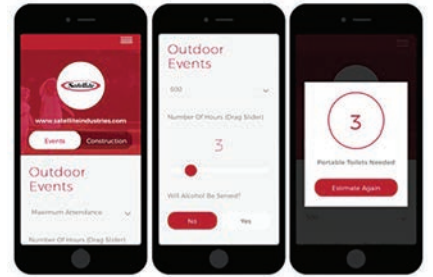 Satellite
www.satelliteindustries.com
Events
Construction
Outdoor
Events
Maximum Attendance
Number Of Hours (Drag Slider)
Outdoor
Events
Number Of Hours (Drag Slider)
3
Will Alcohol Be Served?
No
Yes
3
Portable Toilets Needed
Estimate Again